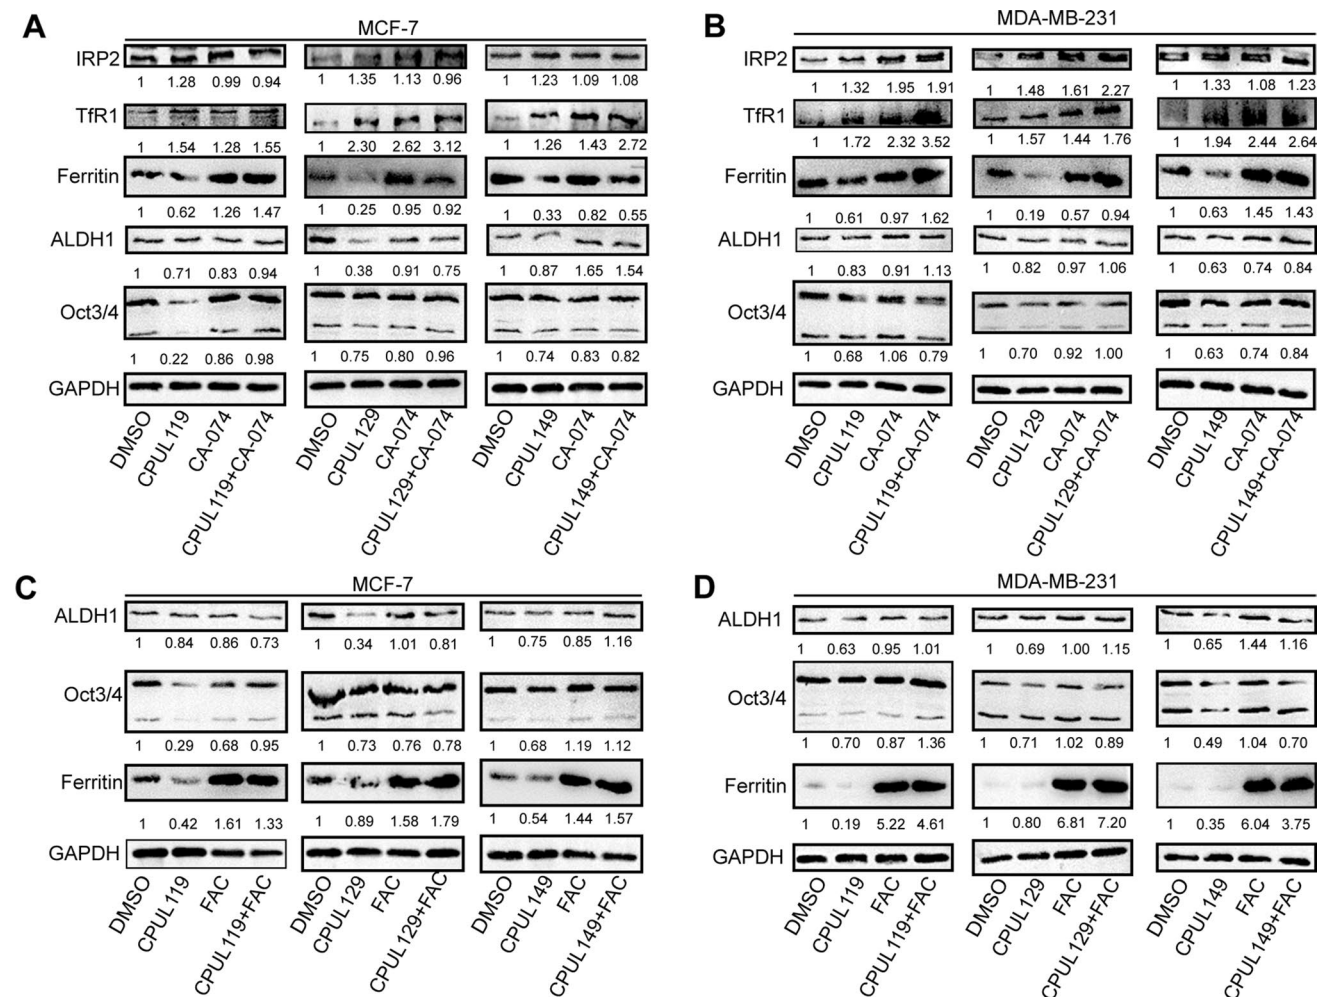 A
MCF-7
IRP2
1 1.28 0.99 0.94 1 1.35 1.13 0.96 1 1.23 1.09 1.08
TfR1
1 1.54 1.28 1.55 1 2.30 2.62 3.12 1 1.26 1.43 2.72
Ferritin
1 0.62 1.26 1.47 1 0.25 0.95 0.92 1 0.33 0.82 0.55
ALDH1
1 0.71 0.83 0.94 1 0.38 0.91 0.75 1 0.87 1.65 1.54
Oct3/4
1 0.22 0.86 0.98 1 0.75 0.80 0.96 1 0.74 0.83 0.82
GAPDH
DMSO CPUL119 CA-074 CPUL119+CA-074 DMSO CPUL129 CA-074 CPUL129+CA-074 DMSO CPUL149 CA-074 CPUL149+CA-074
B
MDA-MB-231
IRP2
1 1.32 1.95 1.91 1 1.48 1.61 2.27 1 1.33 1.08 1.23
TfR1
1 1.72 2.32 3.52 1 1.57 1.44 1.76 1 1.94 2.44 2.64
Ferritin
1 0.61 0.97 1.62 1 0.19 0.57 0.94 1 0.63 1.45 1.43
ALDH1
1 0.83 0.91 1.13 1 0.82 0.97 1.06 1 0.63 0.74 0.84
Oct3/4
1 0.68 1.06 0.79 1 0.70 0.92 1.00 1 0.63 0.74 0.84
GAPDH
DMSO CPUL119 CA-074 CPUL119+CA-074 DMSO CPUL129 CA-074 CPUL129+CA-074 DMSO CPUL149 CA-074 CPUL149+CA-074
C
MCF-7
ALDH1
1 0.84 0.86 0.73 1 0.34 1.01 0.81 1 0.75 0.85 1.16
Oct3/4
1 0.29 0.68 0.95 1 0.73 0.76 0.78 1 0.68 1.19 1.12
Ferritin
1 0.42 1.61 1.33 1 0.89 1.58 1.79 1 0.54 1.44 1.57
GAPDH
DMSO CPUL119 FAC CPUL119+FAC DMSO CPUL129 FAC CPUL129+FAC DMSO CPUL149 FAC CPUL149+FAC
D
MDA-MB-231
ALDH1
1 0.63 0.95 1.01 1 0.69 1.00 1.15 1 0.65 1.44 1.16
Oct3/4
1 0.70 0.87 1.36 1 0.71 1.02 0.89 1 0.49 1.04 0.70
Ferritin
1 0.19 5.22 4.61 1 0.80 6.81 7.20 1 0.35 6.04 3.75
GAPDH
DMSO CPUL119 FAC CPUL119+FAC DMSO CPUL129 FAC CPUL129+FAC DMSO CPUL149 FAC CPUL149+FAC